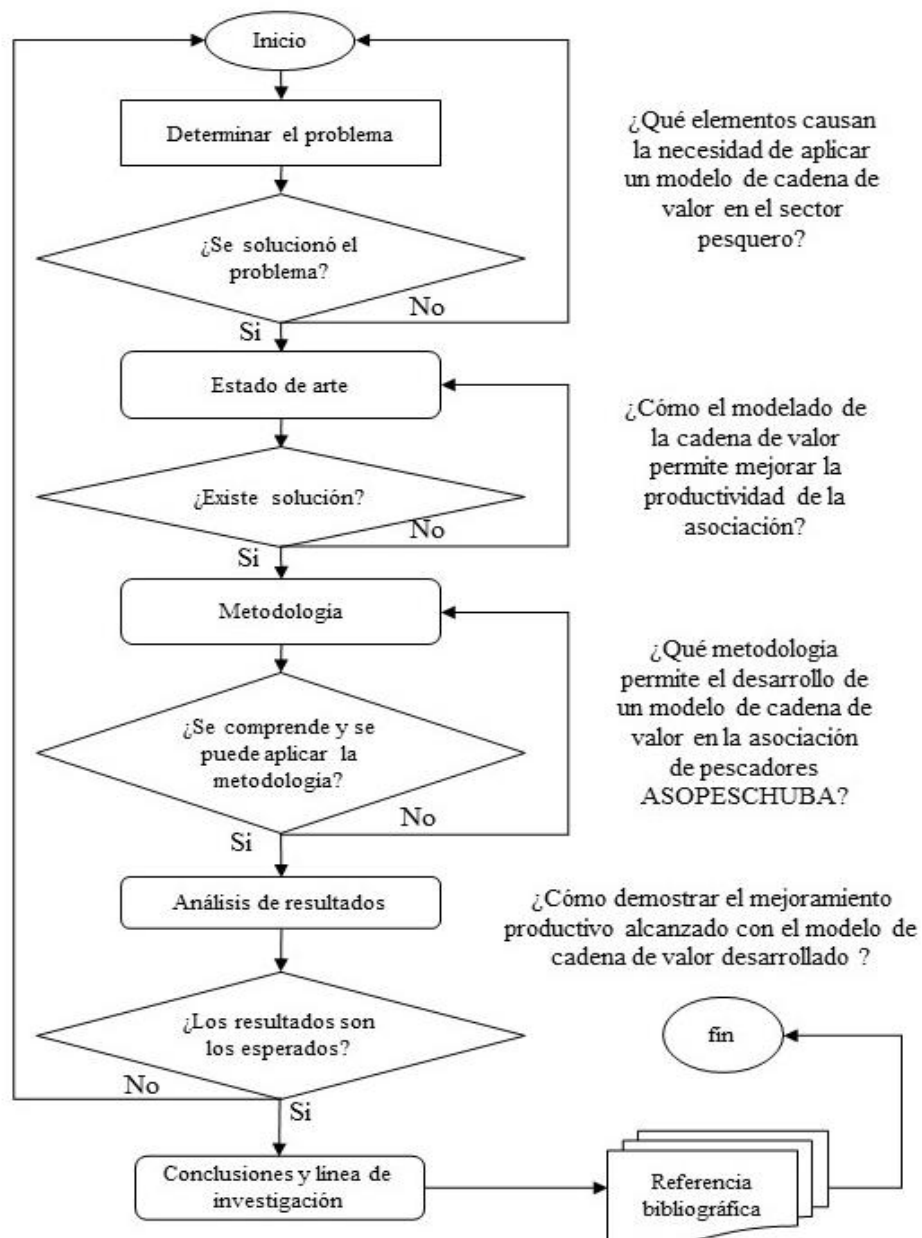 Inicio
Determinar el problema
¿Qué elementos causan
la necesidad de aplicar
un modelo de cadena de
valor en el sector
pesquero?
¿Se solucionó el
problema?
No
Si
Estado de arte
¿Cómo el modelado de
la cadena de valor
permite mejorar la
productividad de la
asociación?
¿Existe solución?
No
Si
Metodología
¿Qué metodología
permite el desarrollo de
un modelo de cadena de
valor en la asociación
de pescadores
ASOPESCHUBA?
¿Se comprende y se
puede aplicar la
metodología?
No
Si
Análisis de resultados
¿Cómo demostrar el mejoramiento
productivo alcanzado con el modelo de
cadena de valor desarrollado ?
¿Los resultados son
los esperados?
No
Si
fin
Conclusiones y línea de
investigación
Referencia
bibliográfica